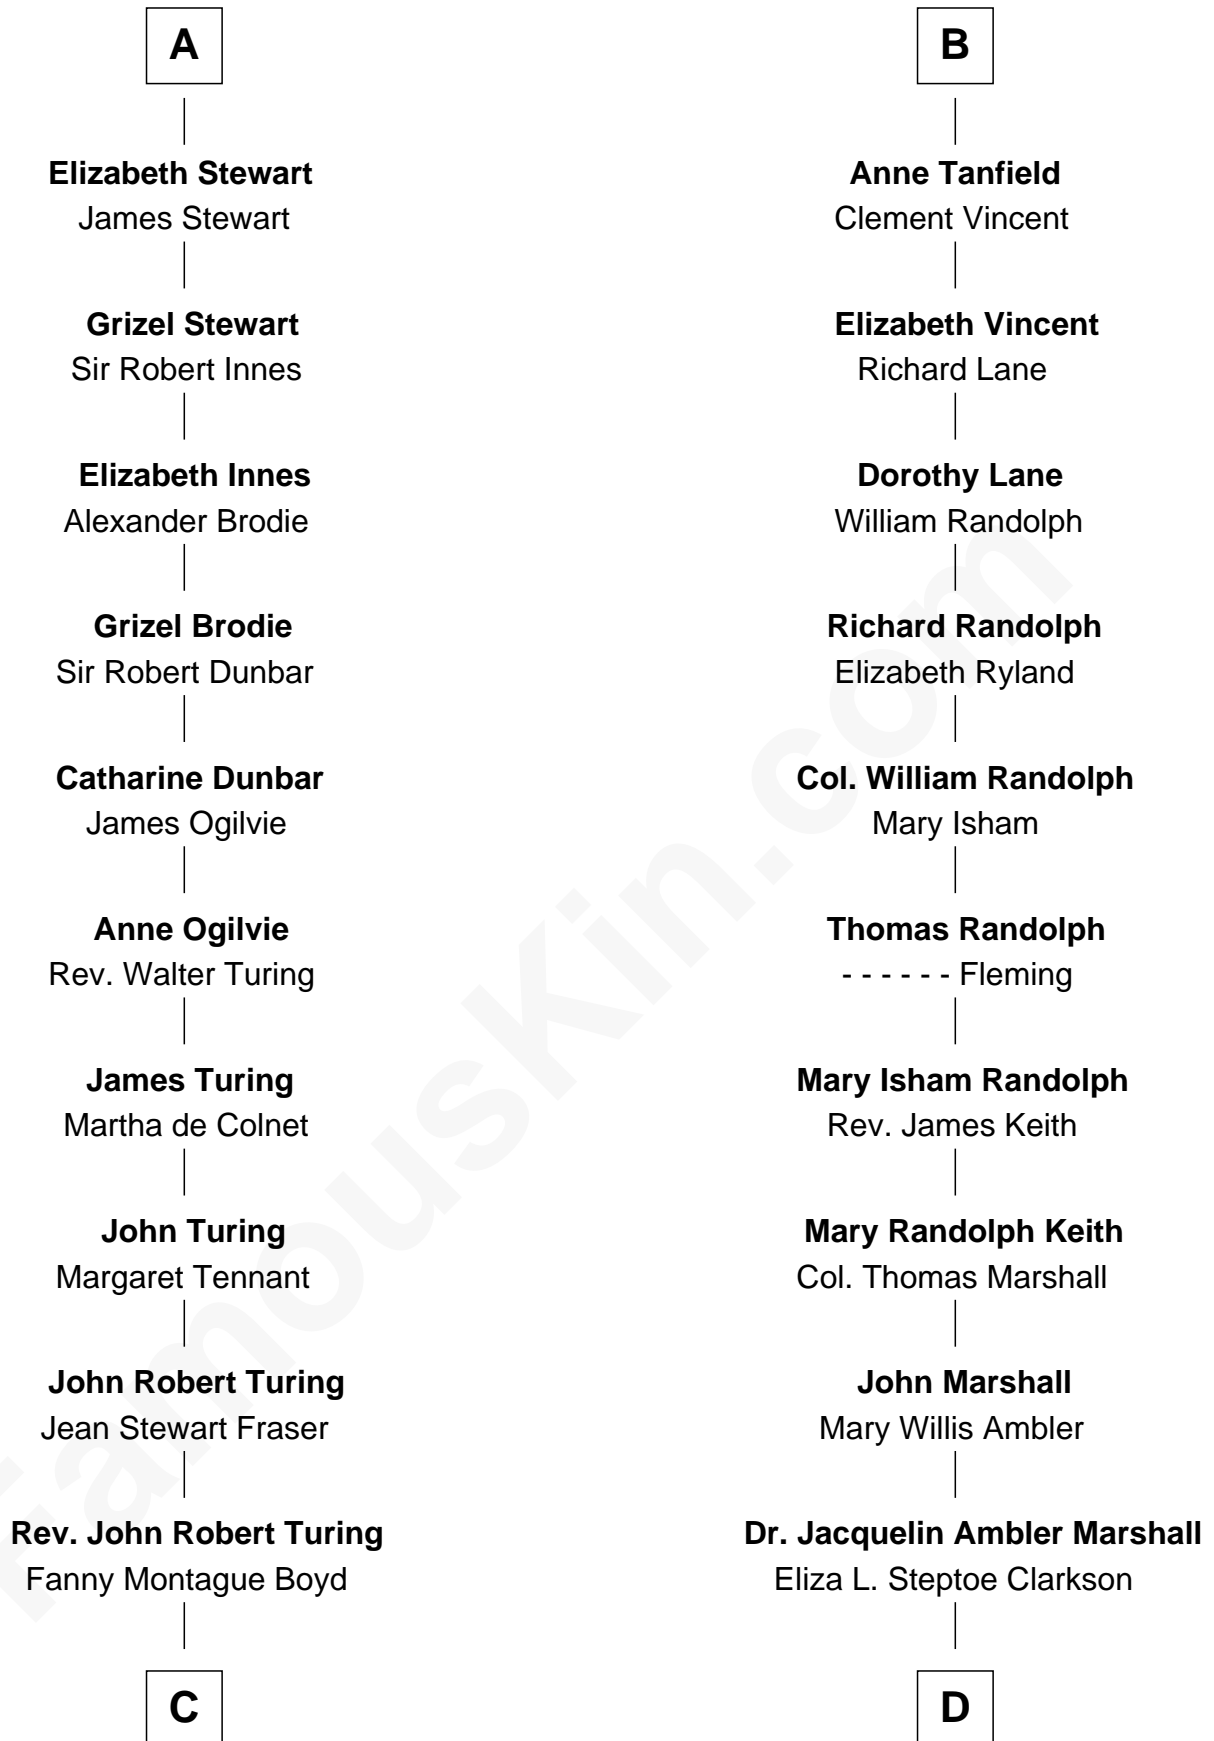 A
Elizabeth Stewart
James Stewart
Grizel Stewart
Sir Robert Innes
Elizabeth Innes
Alexander Brodie
Grizel Brodie
Sir Robert Dunbar
Catharine Dunbar
James Ogilvie
Anne Ogilvie
Rev. Walter Turing
James Turing
Martha de Colnet
John Turing
Margaret Tennant
John Robert Turing
Jean Stewart Fraser
Rev. John Robert Turing
Fanny Montague Boyd
C
B
Anne Tanfield
Clement Vincent
Elizabeth Vincent
Richard Lane
Dorothy Lane
William Randolph
Richard Randolph
Elizabeth Ryland
Col. William Randolph
Mary Isham
Thomas Randolph
- - - - - - Fleming
Mary Isham Randolph
Rev. James Keith
Mary Randolph Keith
Col. Thomas Marshall
John Marshall
Mary Willis Ambler
Dr. Jacquelin Ambler Marshall
Eliza L. Steptoe Clarkson
D
FamousKin.com